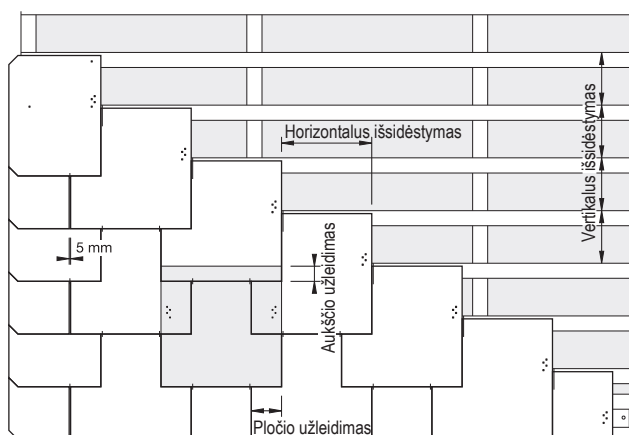 Horizontalus išsidėstymas
Vertikalus išsidėstymas
5 mm
Aukščio užleidimas
Pločio užleidimas